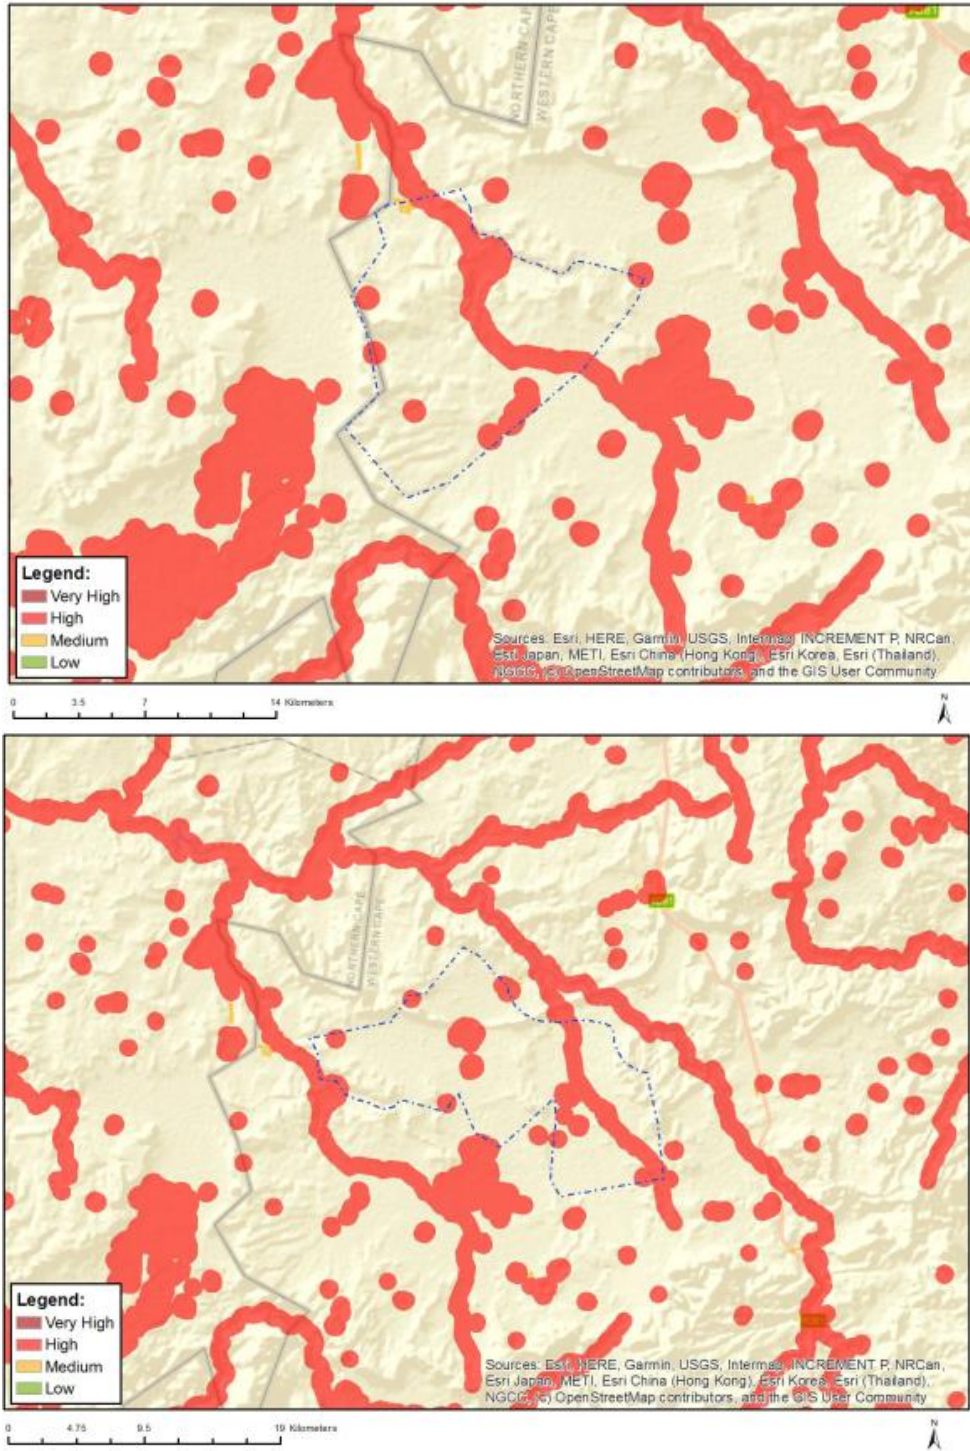 NORTHERN CAPE
WESTERN CAPE
Legend:
Very High
High
Medium
Low
Sources: Esri, HERE, Garmin, USGS, Intermap, INCREMENT P, NRCan,
Esri Japan, METI, Esri China (Hong Kong), Esri Korea, Esri (Thailand),
NGCC, (c) OpenStreetMap contributors, and the GIS User Community
0 3.5 7 14 Kilometers
N
NORTHERN CAPE
WESTERN CAPE
Legend:
Very High
High
Medium
Low
Sources: Esri, HERE, Garmin, USGS, Intermap, INCREMENT P, NRCan,
Esri Japan, METI, Esri China (Hong Kong), Esri Korea, Esri (Thailand),
NGCC, (c) OpenStreetMap contributors, and the GIS User Community
0 4.75 9.5 19 Kilometers
N